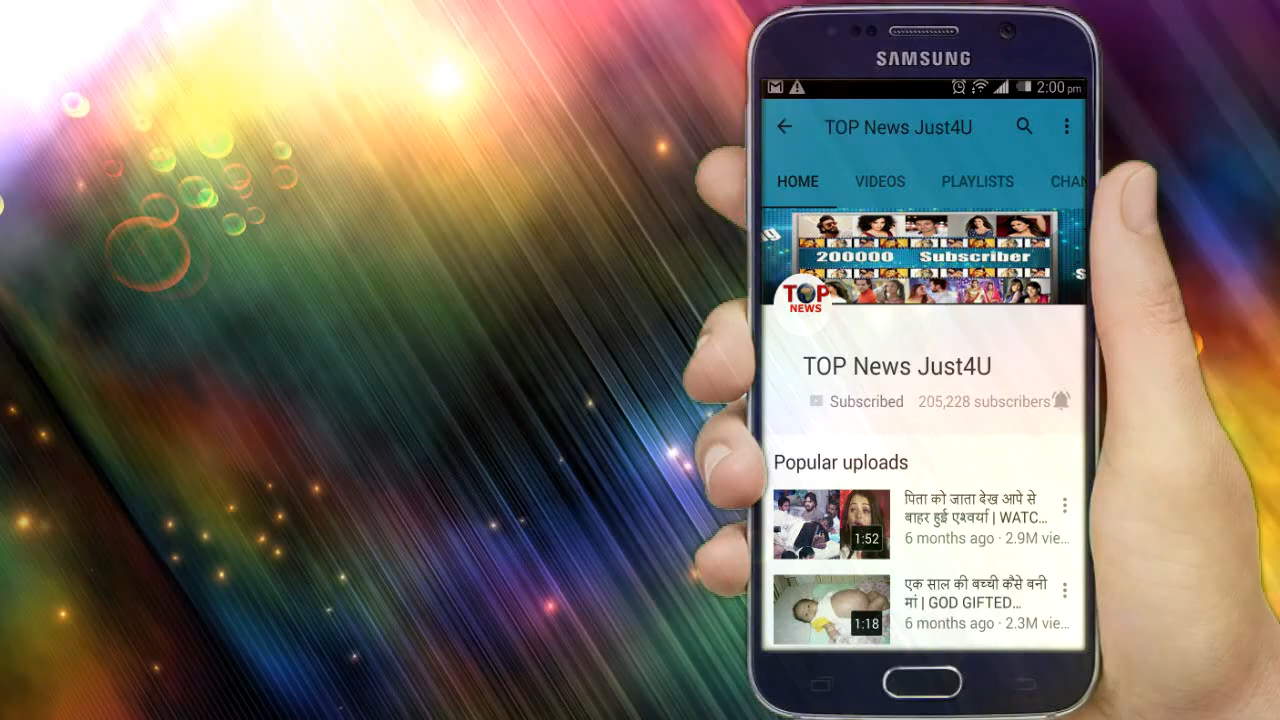 SAMSUNG
2:00 pm
TOP News Just4U
HOME VIDEOS PLAYLISTS CHAN
200000 Subscriber
TOP
NEWS
TOP News Just4U
Subscribed 205,228 subscribers
Popular uploads
पिता को जाता देख आपे से
बाहर हुई एश्वर्या | WATC...
6 months ago · 2.9M vie...
1:52
एक साल की बच्ची कैसे बनी
मां | GOD GIFTED...
6 months ago · 2.3M vie...
1:18